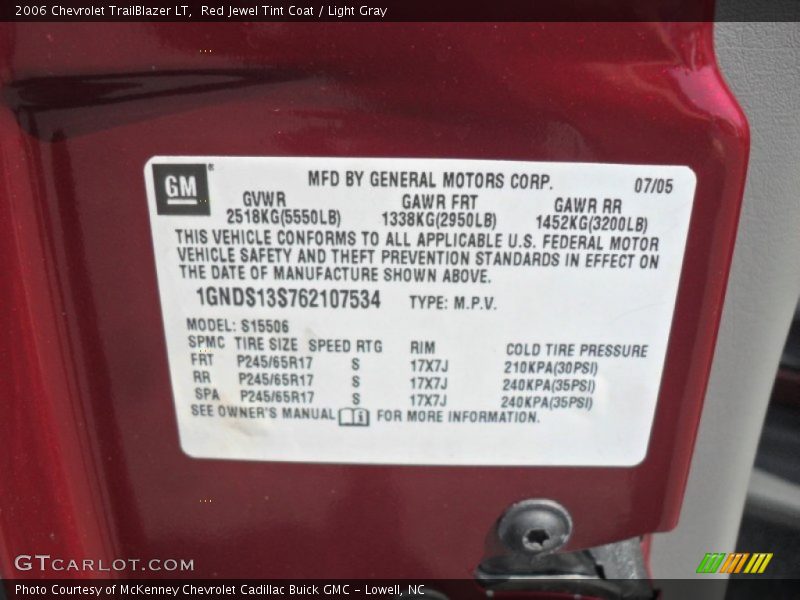 2006 Chevrolet TrailBlazer LT, Red Jewel Tint Coat / Light Gray
GM ®
MFD BY GENERAL MOTORS CORP. 07/05
GVWR GAWR FRT GAWR RR
2518KG(5550LB) 1338KG(2950LB) 1452KG(3200LB)
THIS VEHICLE CONFORMS TO ALL APPLICABLE U.S. FEDERAL MOTOR
VEHICLE SAFETY AND THEFT PREVENTION STANDARDS IN EFFECT ON
THE DATE OF MANUFACTURE SHOWN ABOVE.
1GNDS13S762107534 TYPE: M.P.V.
MODEL: S15506
SPMC TIRE SIZE SPEED RTG RIM COLD TIRE PRESSURE
FRT P245/65R17 S 17X7J 210KPA(30PSI)
RR P245/65R17 S 17X7J 240KPA(35PSI)
SPA P245/65R17 S 17X7J 240KPA(35PSI)
SEE OWNER'S MANUAL i FOR MORE INFORMATION.
GTCARLOT.COM
Photo Courtesy of McKenney Chevrolet Cadillac Buick GMC - Lowell, NC